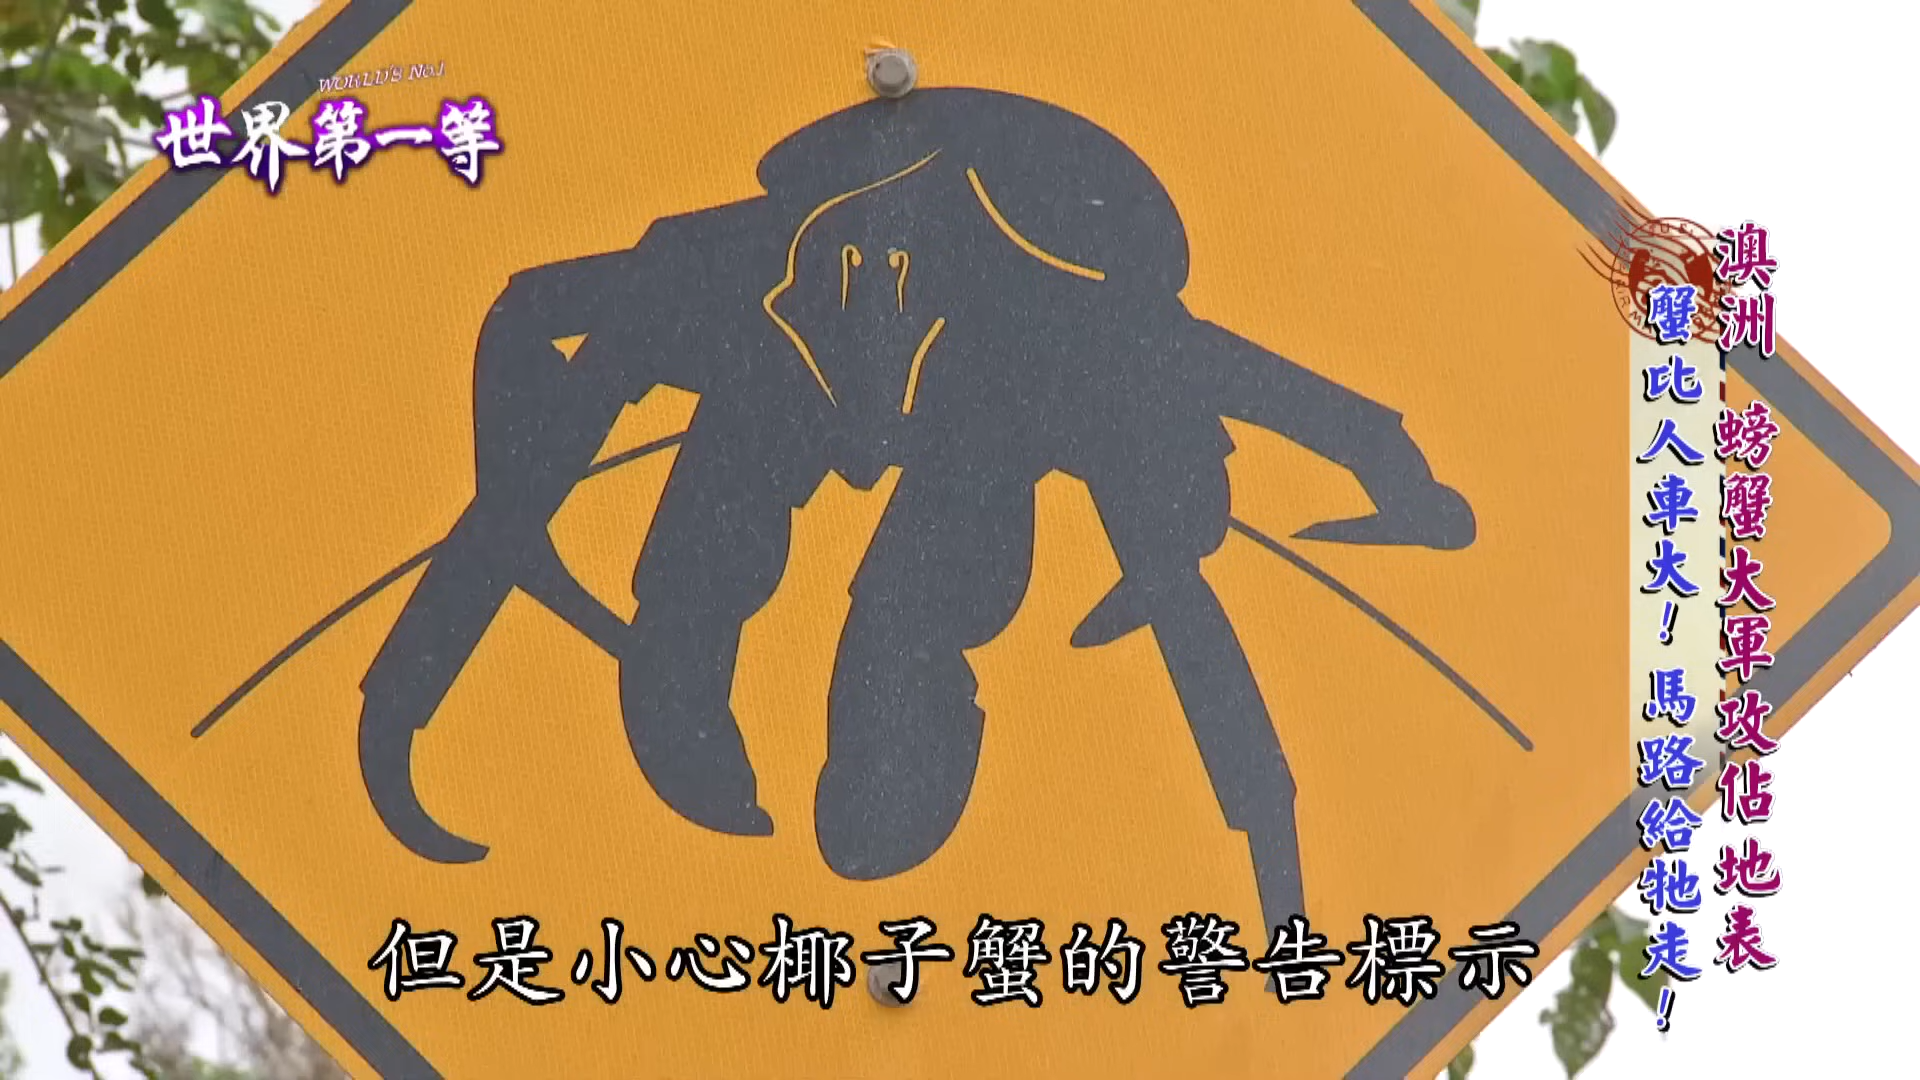 WORLD'S No.1
世界第一等
澳洲 螃蟹大軍攻佔地表
蟹比人車大！馬路給牠走！
但是小心椰子蟹的警告標示